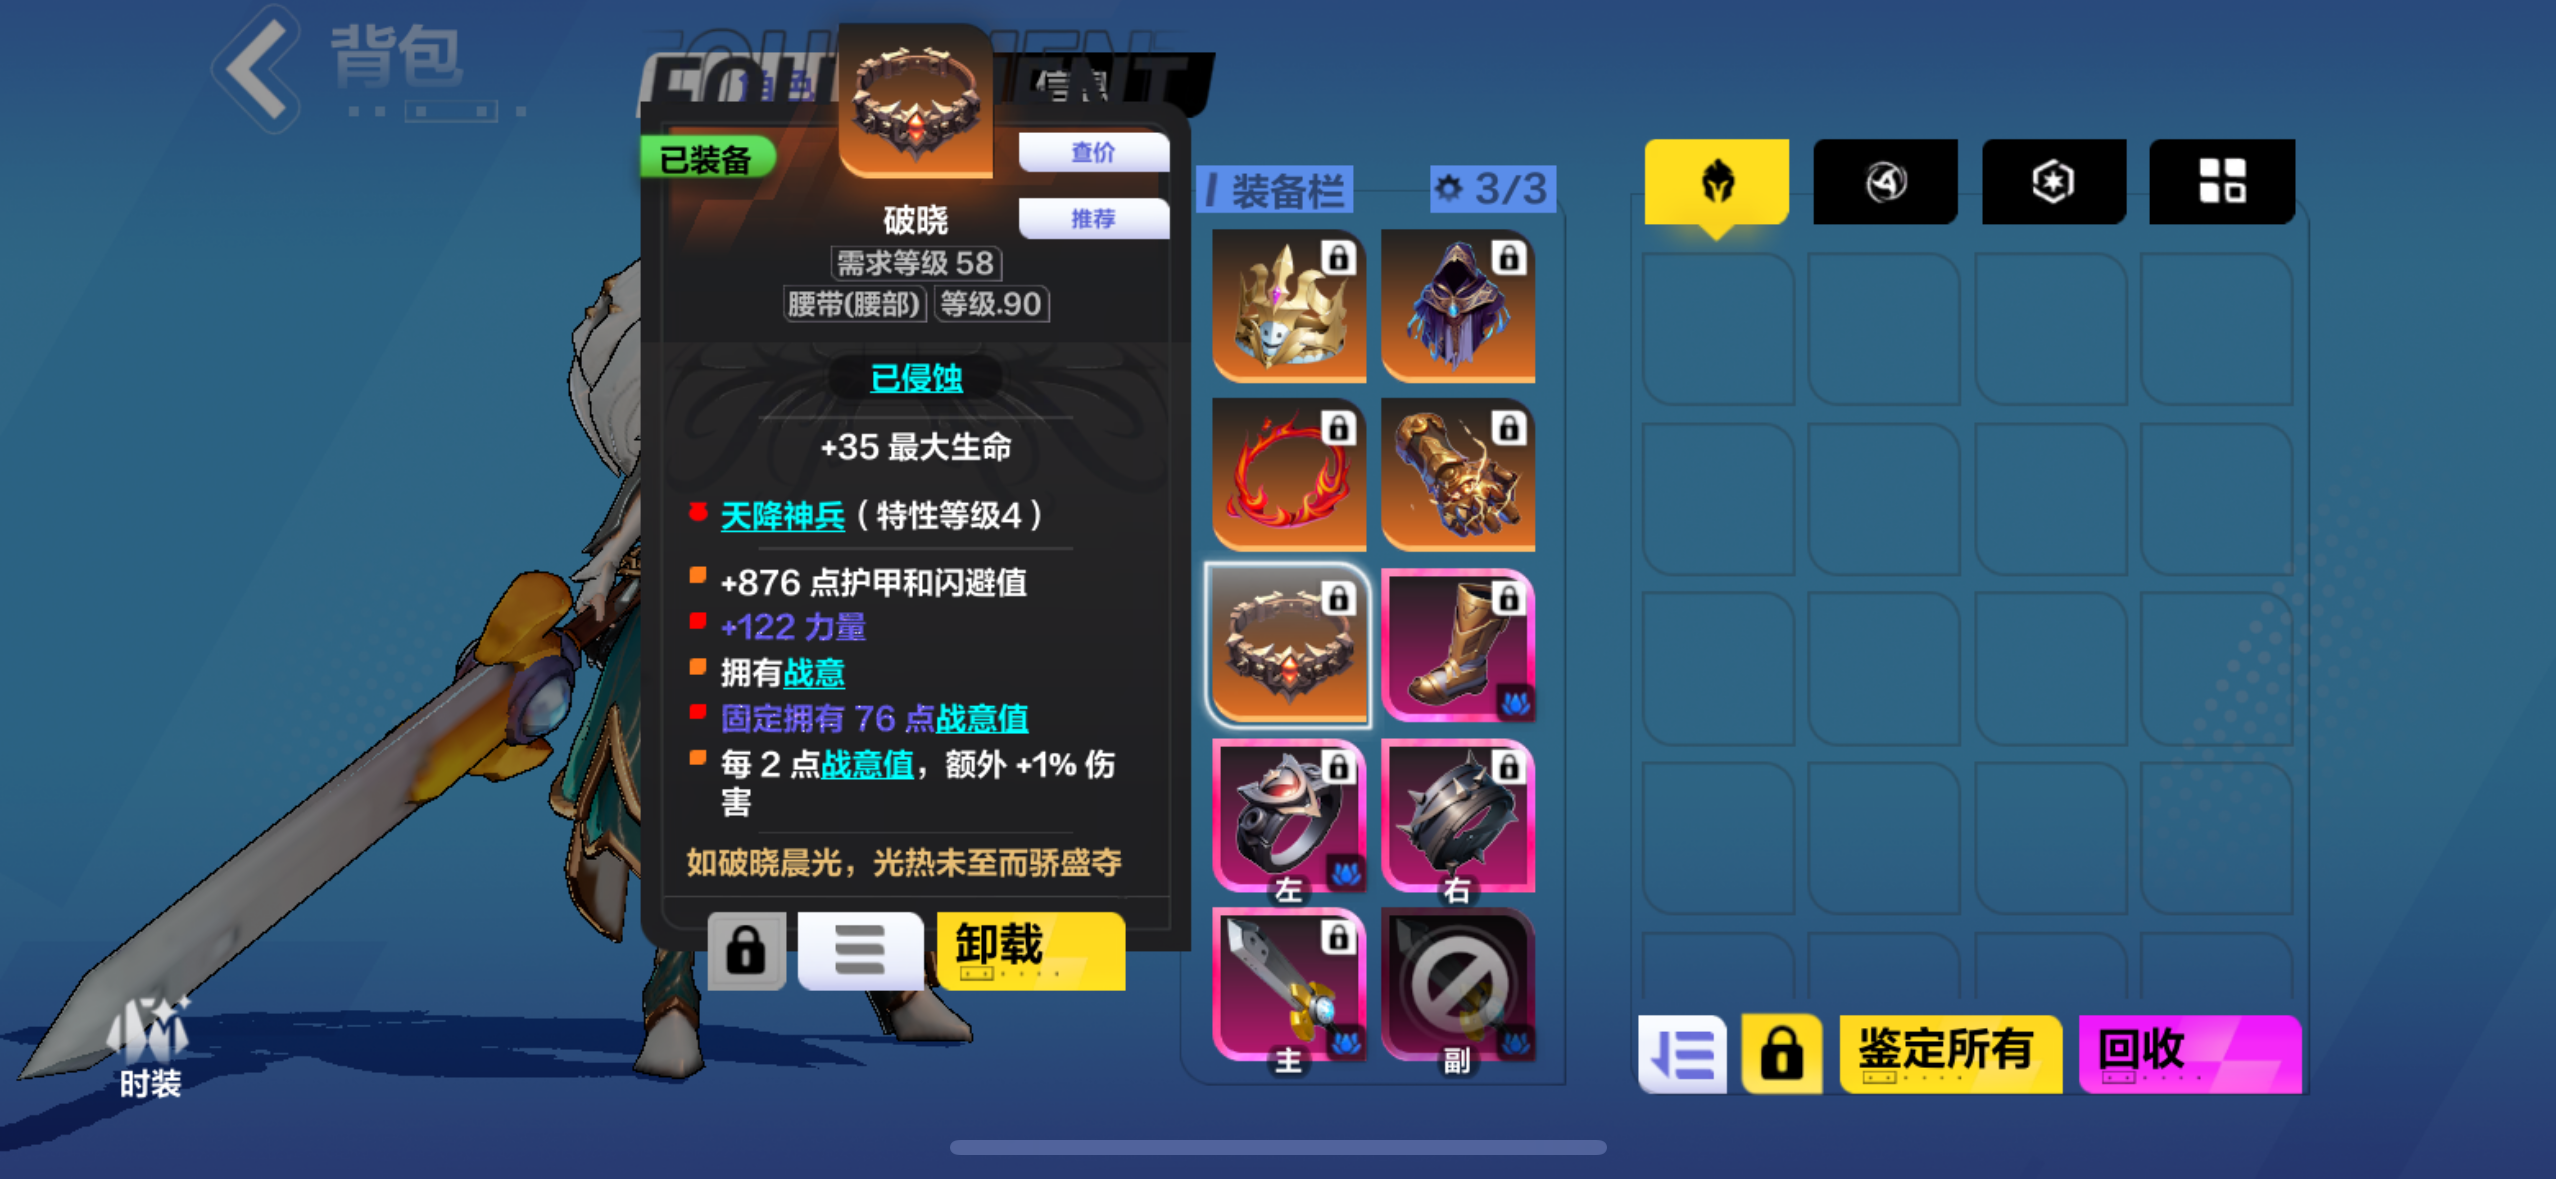 背包
EQUIPMENT
角色
信息
已装备
查价
破晓
推荐
需求等级 58
腰带(腰部) 等级.90
已侵蚀
+35 最大生命
天降神兵（特性等级4）
+876 点护甲和闪避值
+122 力量
拥有战意
固定拥有 76 点战意值
每 2 点战意值，额外 +1% 伤
害
如破晓晨光，光热未至而骄盛夺
卸载
时装
装备栏
3/3
左
右
主
副
鉴定所有
回收